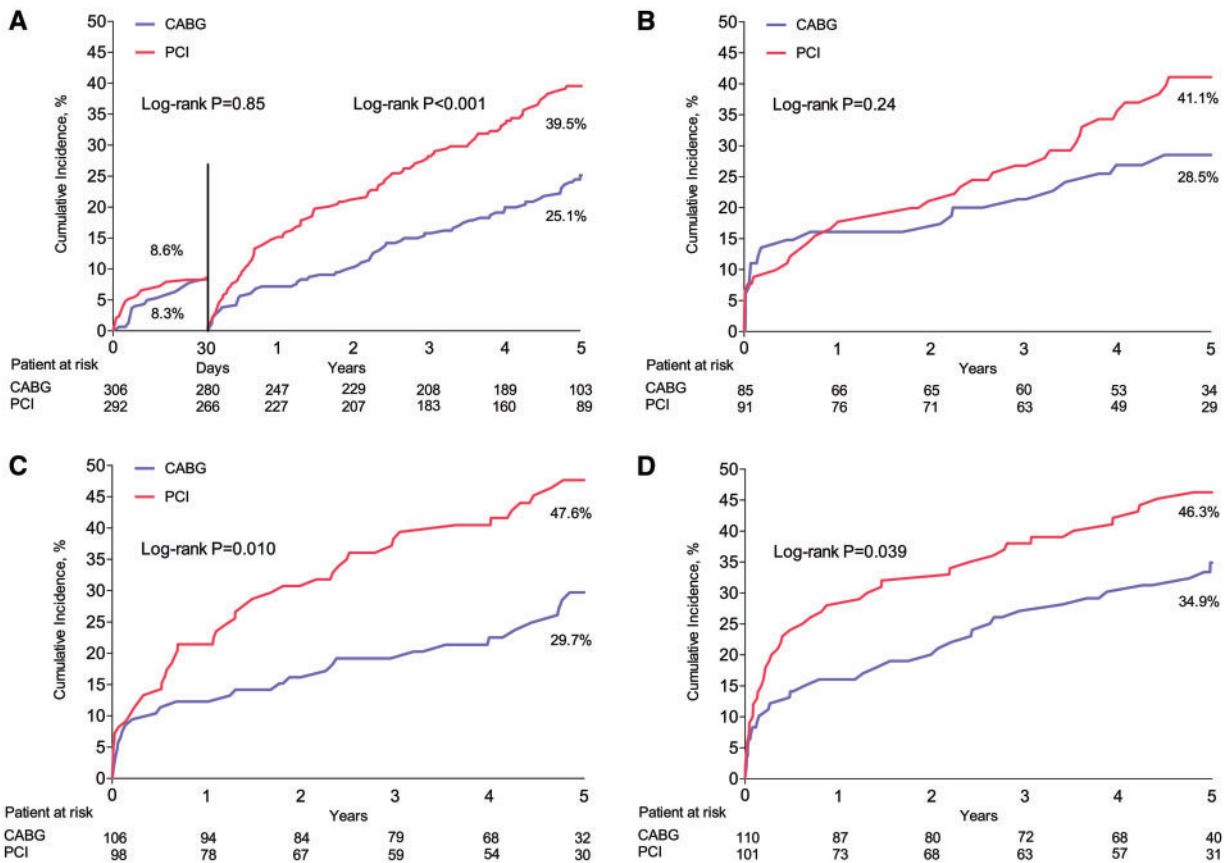 A
CABG
PCI
Cumulative Incidence, %
50
45
40
35
30
25
20
15
10
5
0
Log-rank P=0.85
Log-rank P<0.001
39.5%
25.1%
8.6%
8.3%
0 30 1 2 3 4 5
Days Years
Patient at risk
CABG 306 280 247 229 208 189 103
PCI 292 266 227 207 183 160 89
B
CABG
PCI
Cumulative Incidence, %
50
45
40
35
30
25
20
15
10
5
0
Log-rank P=0.24
41.1%
28.5%
0 1 2 3 4 5
Years
Patient at risk
CABG 85 66 65 60 53 34
PCI 91 76 71 63 49 29
C
CABG
PCI
Cumulative Incidence, %
50
45
40
35
30
25
20
15
10
5
0
Log-rank P=0.010
47.6%
29.7%
0 1 2 3 4 5
Years
Patient at risk
CABG 106 94 84 79 68 32
PCI 98 78 67 59 54 30
D
CABG
PCI
Cumulative Incidence, %
50
45
40
35
30
25
20
15
10
5
0
Log-rank P=0.039
46.3%
34.9%
0 1 2 3 4 5
Years
Patient at risk
CABG 110 87 80 72 68 40
PCI 101 73 68 63 57 31